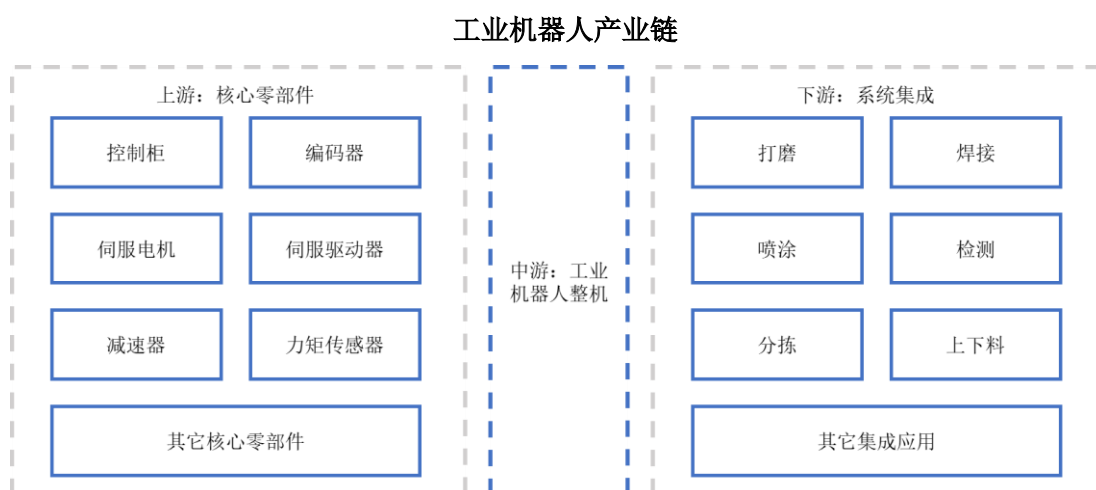 工业机器人产业链
上游：核心零部件
控制柜
编码器
伺服电机
伺服驱动器
减速器
力矩传感器
其它核心零部件
中游：工业
机器人整机
下游：系统集成
打磨
焊接
喷涂
检测
分拣
上下料
其它集成应用